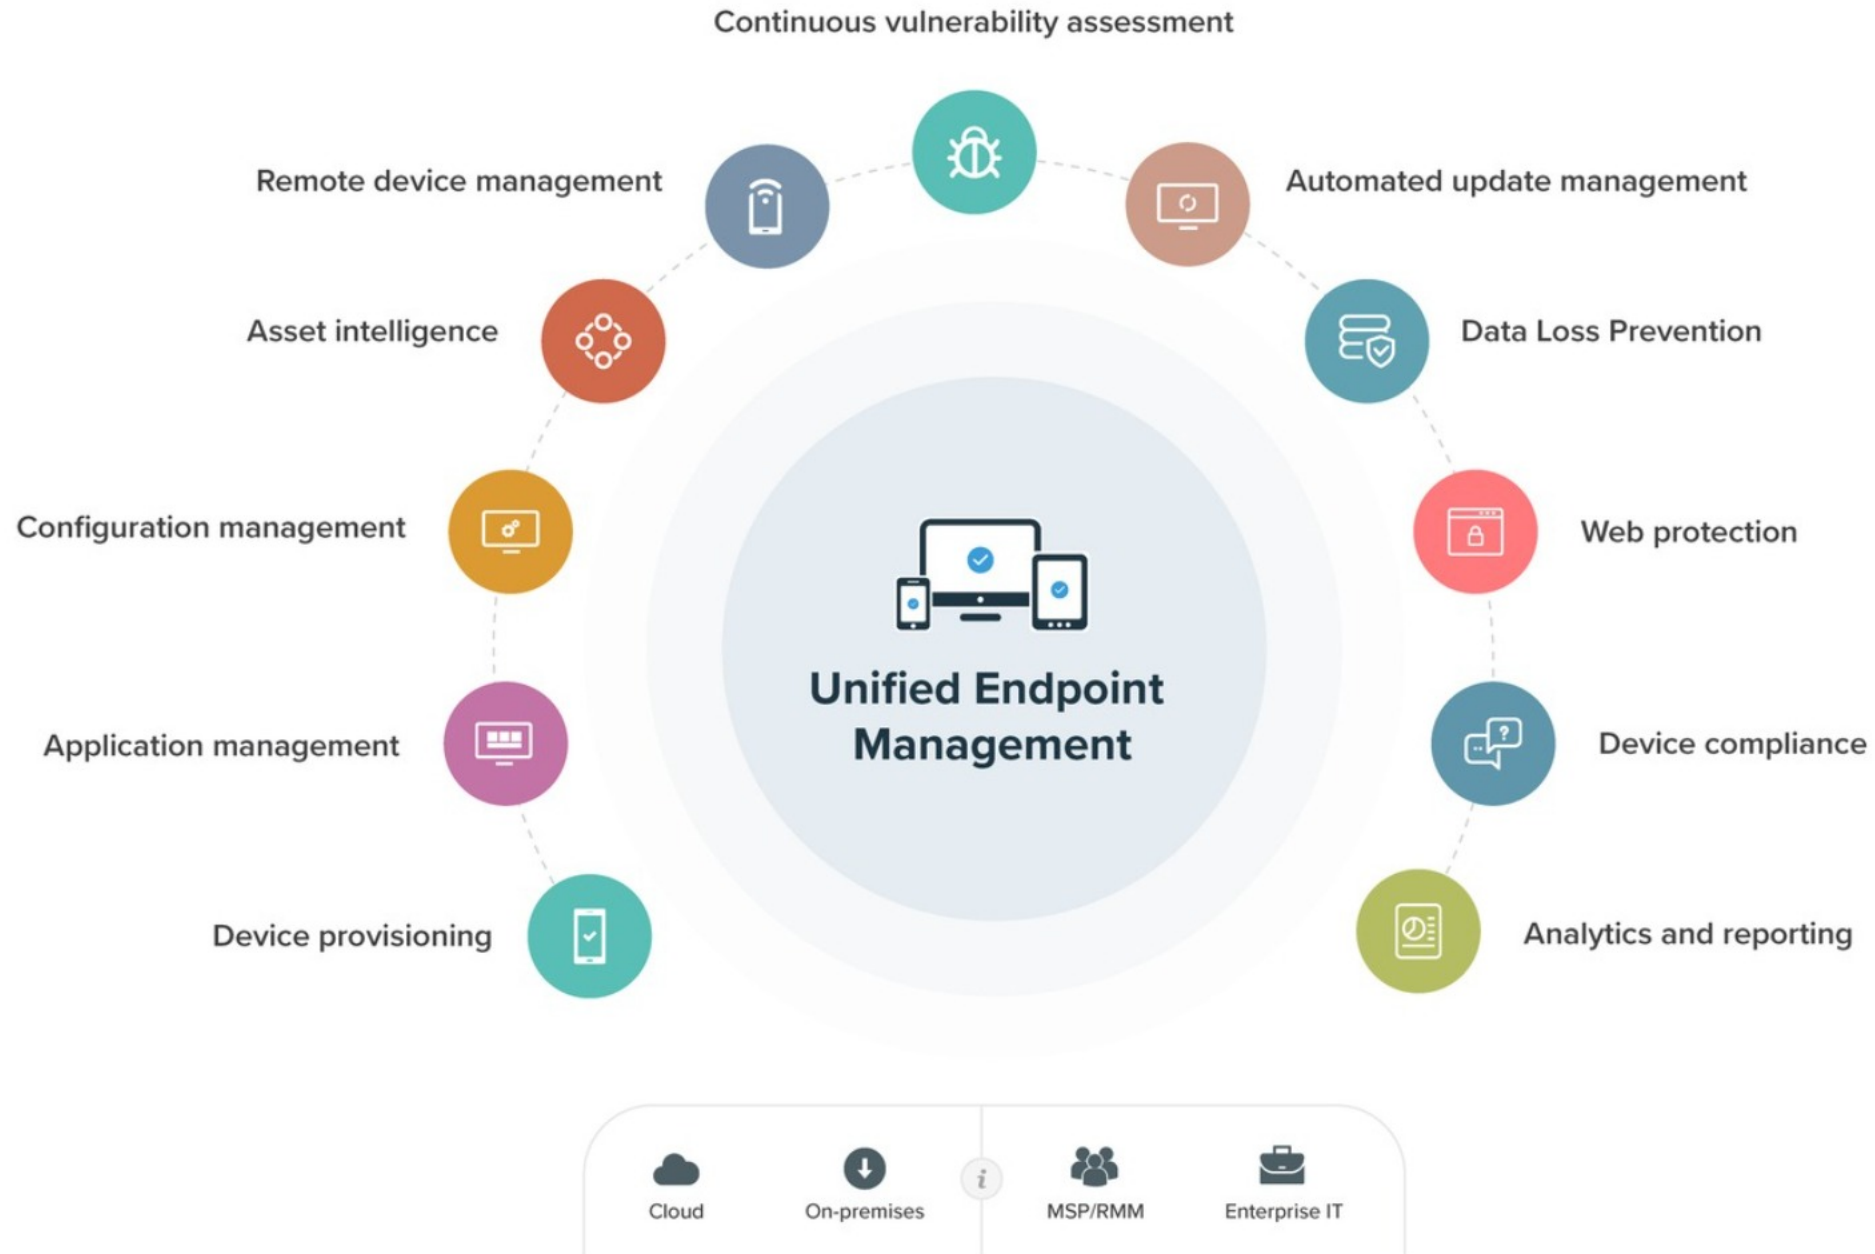 Continuous vulnerability assessment
Remote device management
Automated update management
Asset intelligence
Data Loss Prevention
Configuration management
Web protection
Unified Endpoint
Management
Application management
Device compliance
Device provisioning
Analytics and reporting
Cloud
On-premises
i
MSP/RMM
Enterprise IT